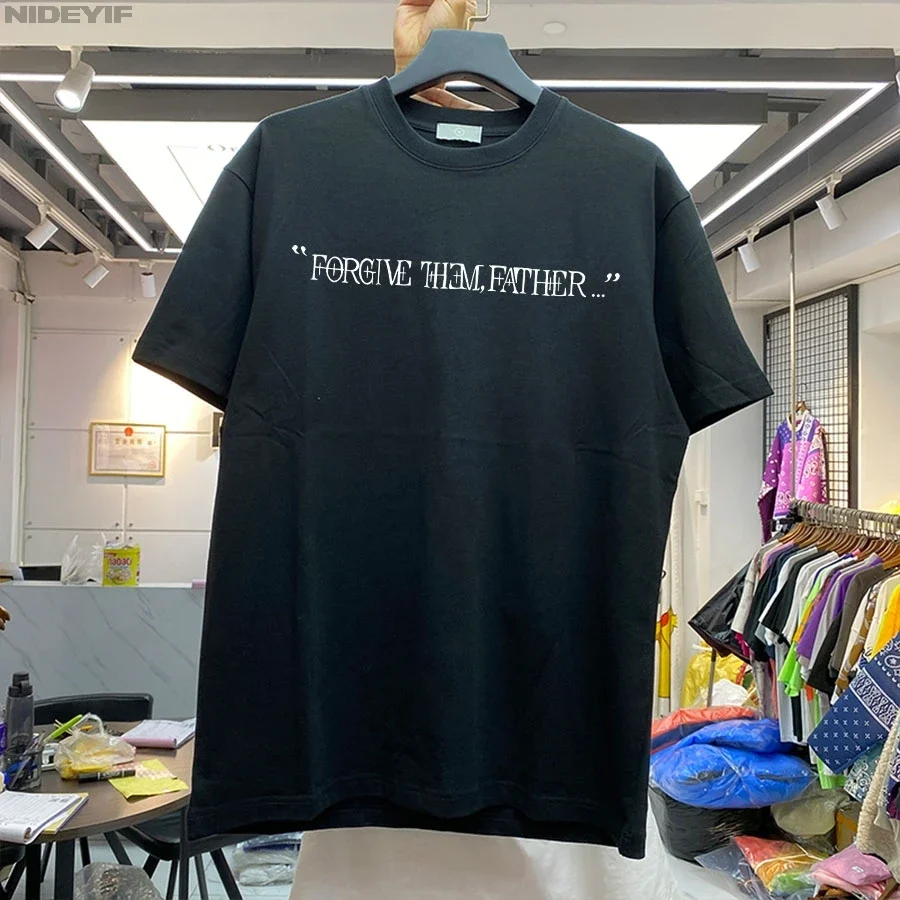 NIDEYIF
“FORGIVE THEM, FATHER...”